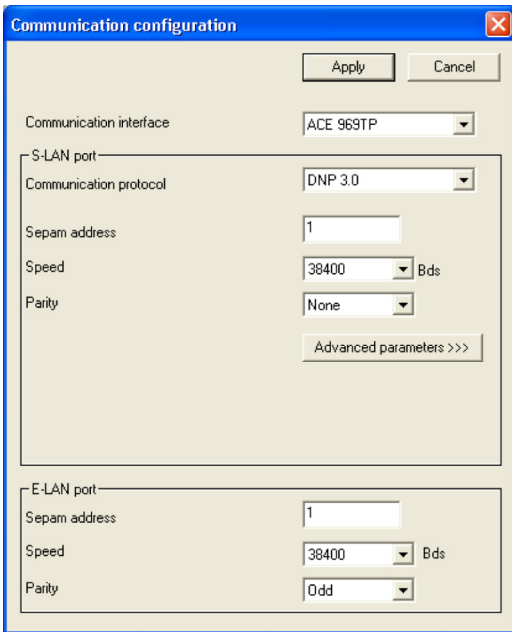 Communication configuration
Apply Cancel
Communication interface ACE 969TP
S-LAN port
Communication protocol DNP 3.0
Sepam address 1
Speed 38400 Bds
Parity None
Advanced parameters >>>
E-LAN port
Sepam address 1
Speed 38400 Bds
Parity Odd